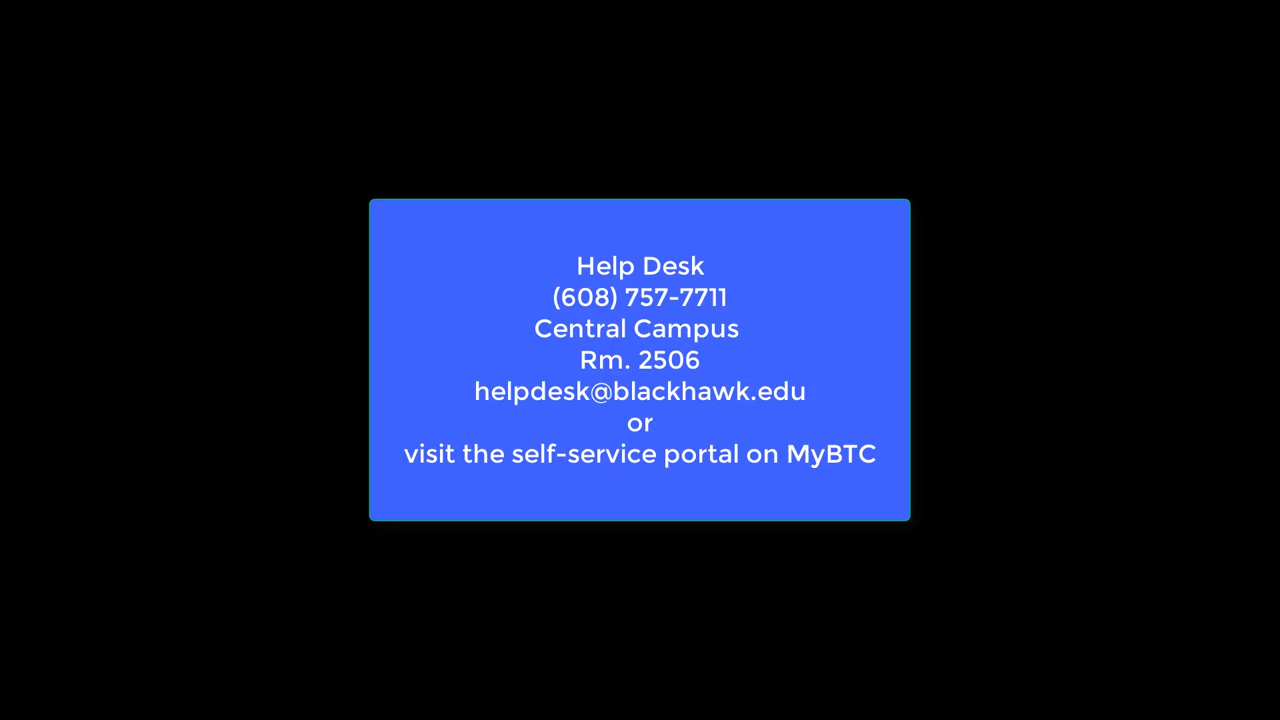 Help Desk
(608) 757-7711
Central Campus
Rm. 2506
helpdesk@blackhawk.edu
or
visit the self-service portal on MyBTC